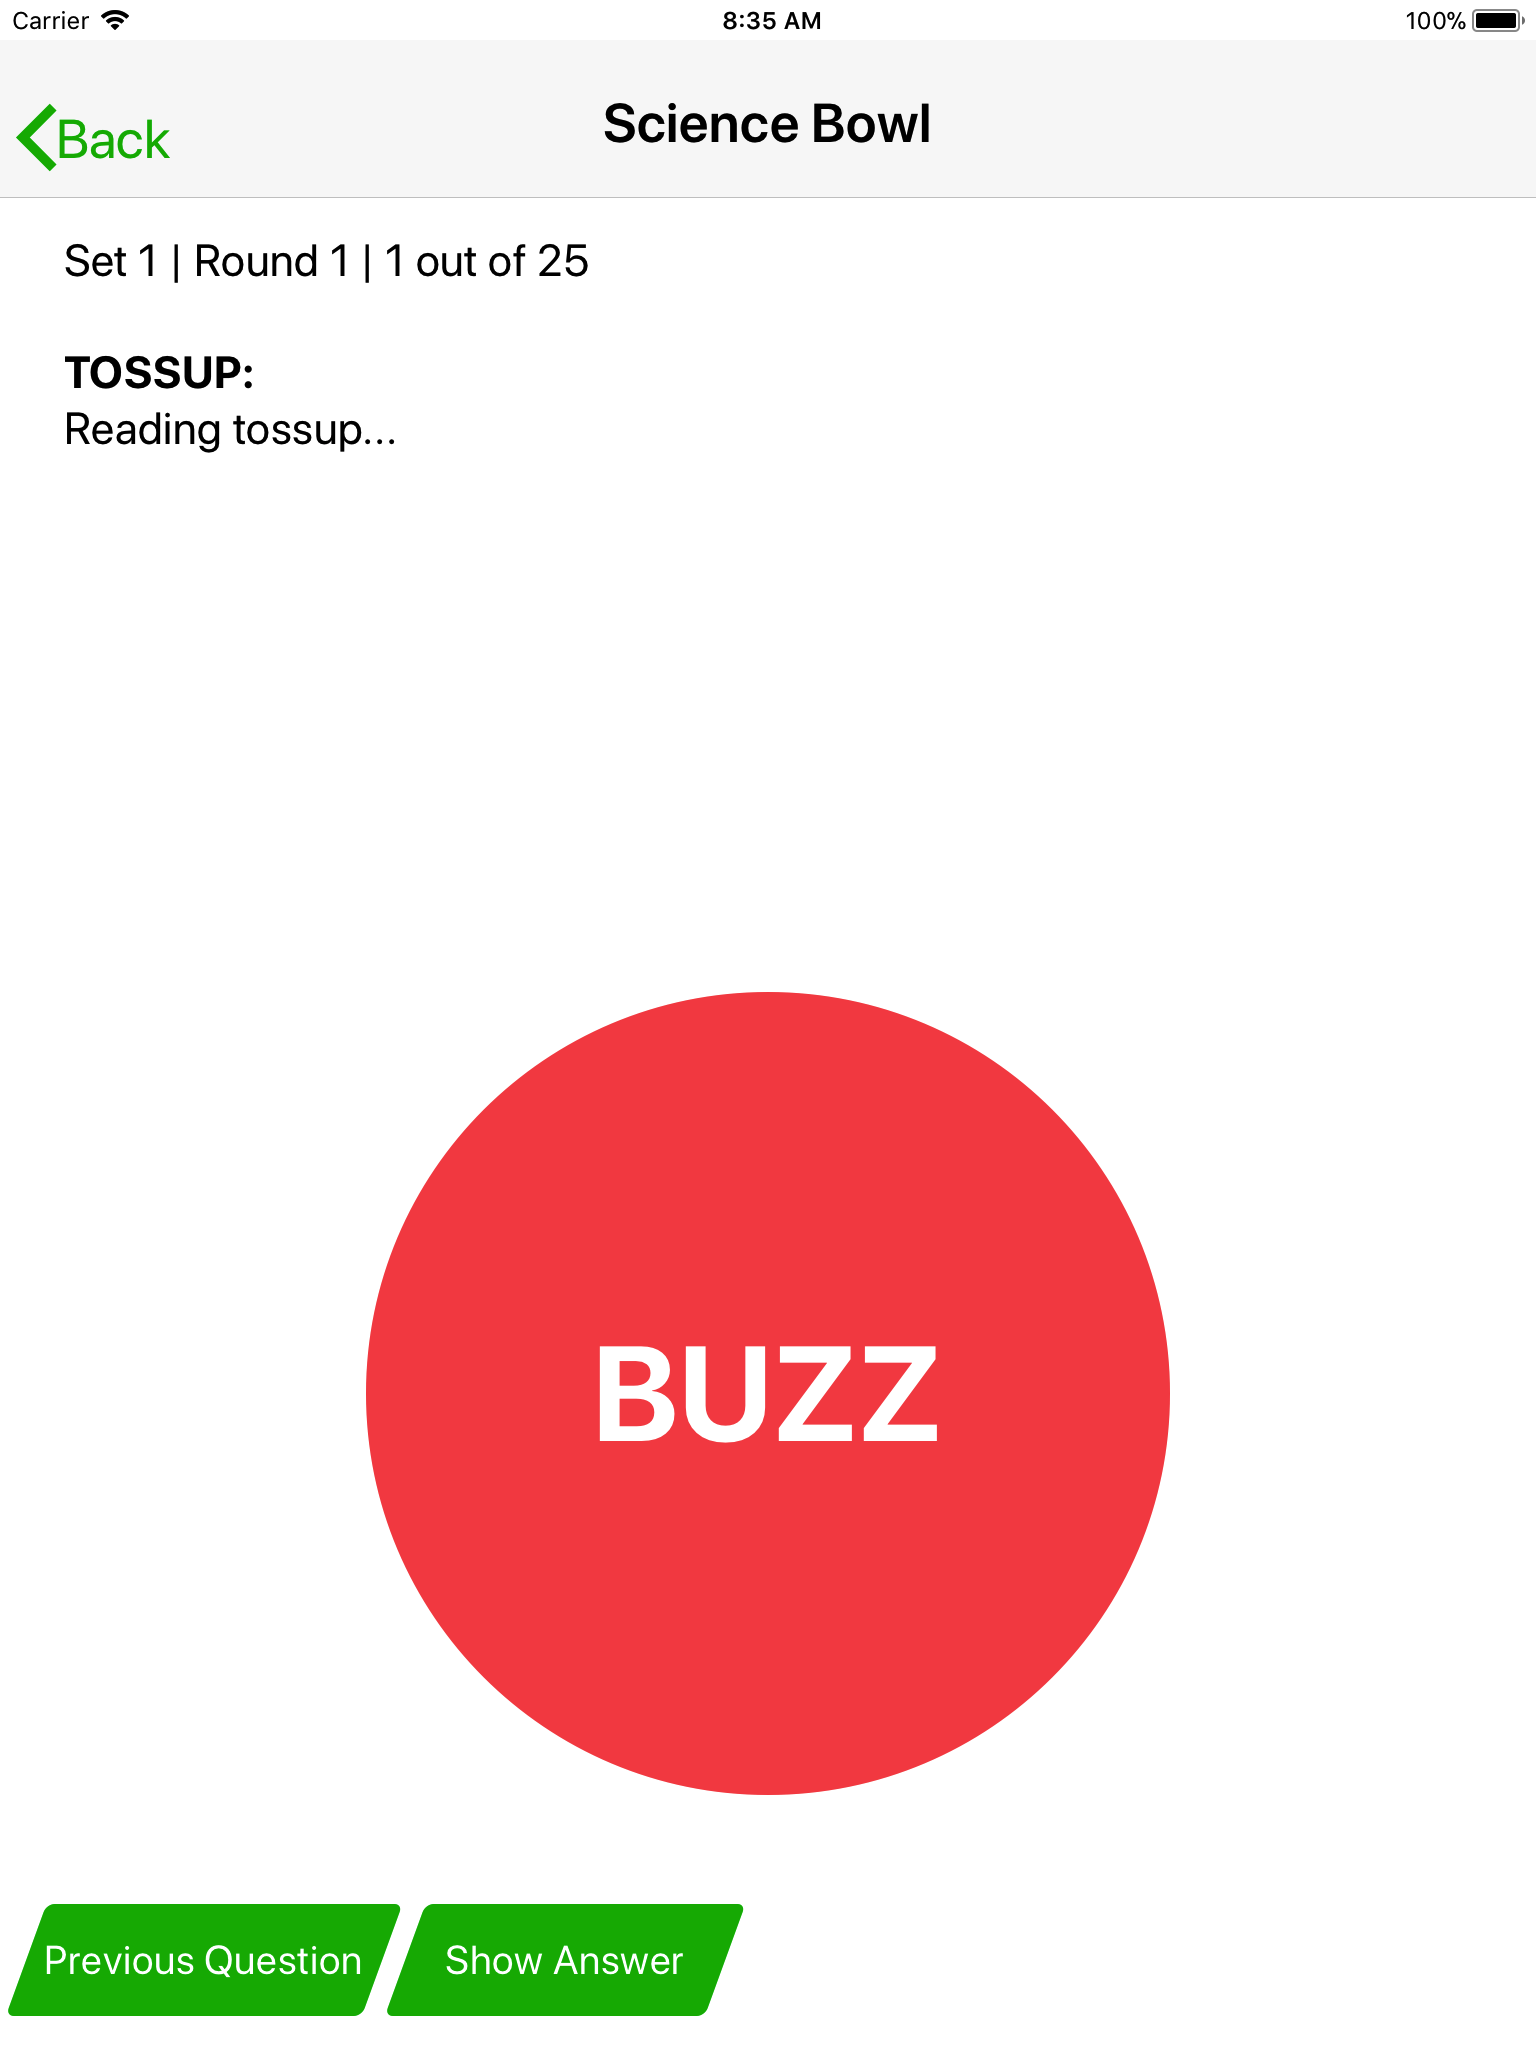 Carrier
8:35 AM
100%
Back
Science Bowl
Set 1 | Round 1 | 1 out of 25
TOSSUP:
Reading tossup...
BUZZ
Previous Question
Show Answer